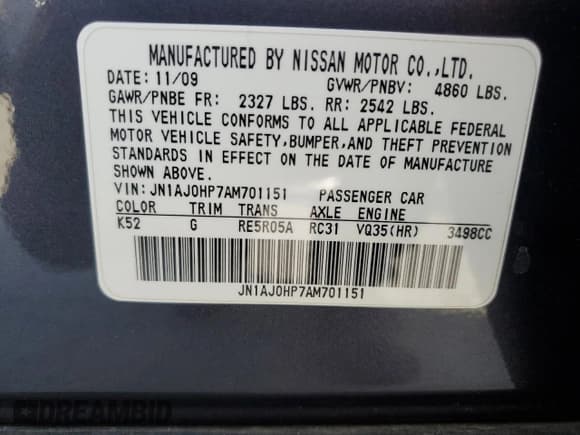 MANUFACTURED BY NISSAN MOTOR CO.,LTD.
DATE: 11/09 GVWR/PNBV: 4860 LBS.
GAWR/PNBE FR: 2327 LBS. RR: 2542 LBS.
THIS VEHICLE CONFORMS TO ALL APPLICABLE FEDERAL
MOTOR VEHICLE SAFETY,BUMPER,AND THEFT PREVENTION
STANDARDS IN EFFECT ON THE DATE OF MANUFACTURE
SHOWN ABOVE.
VIN: JN1AJ0HP7AM701151 PASSENGER CAR
COLOR TRIM TRANS AXLE ENGINE
K52 G RE5R05A RC31 VQ35(HR) 3498CC
JN1AJ0HP7AM701151
DREAMBID